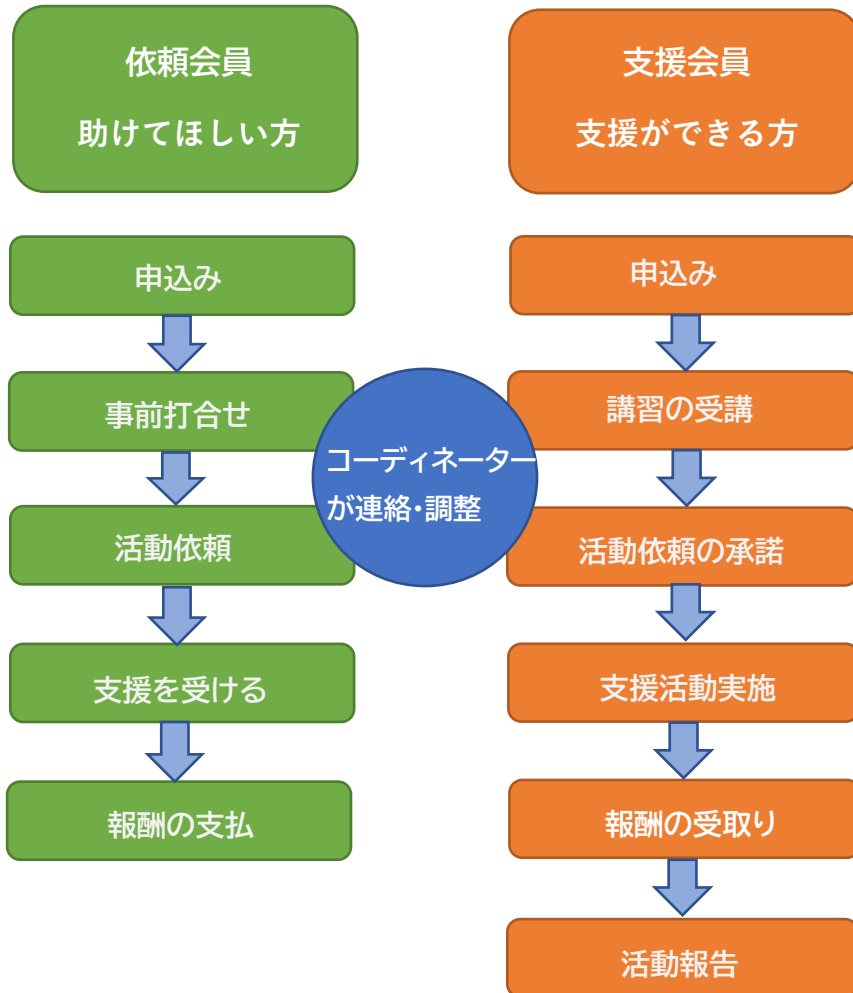 依頼会員
助けてほしい方
申込み
事前打合せ
活動依頼
支援を受ける
報酬の支払
コーディネーター
が連絡・調整
支援会員
支援ができる方
申込み
講習の受講
活動依頼の承諾
支援活動実施
報酬の受取り
活動報告